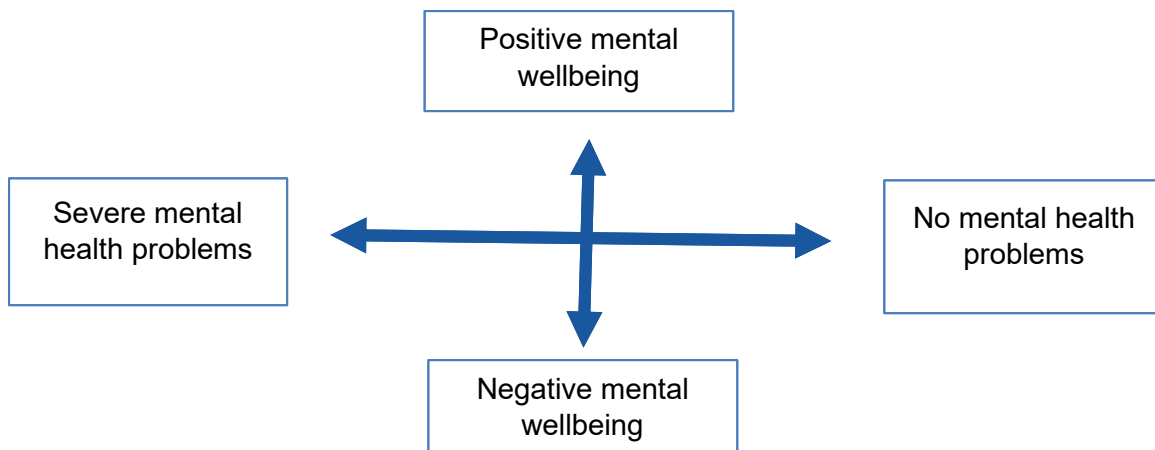 Positive mental
wellbeing
Severe mental
health problems
No mental health
problems
Negative mental
wellbeing